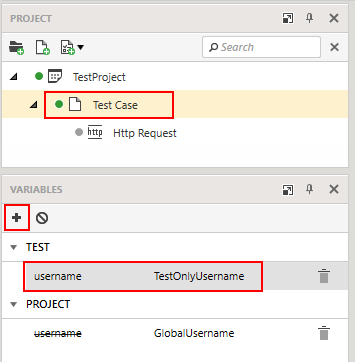 PROJECT
Search
TestProject
Test Case
http Http Request
VARIABLES
TEST
username TestOnlyUsername
PROJECT
username GlobalUsername